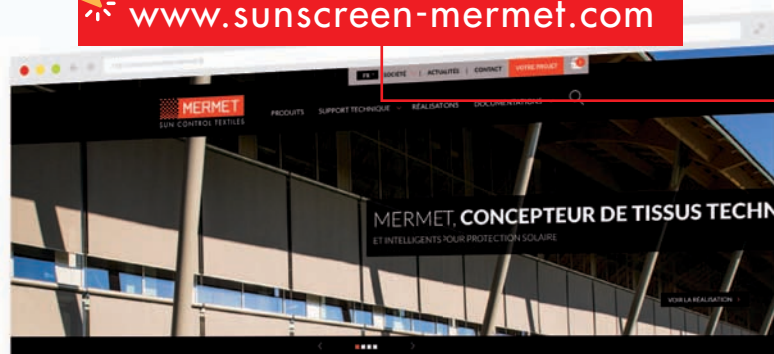 www.sunscreen-mermet.com
FR SOCIÉTÉ | ACTUALITÉS | CONTACT VOTRE PROJET
MERMET
SUN CONTROL TEXTILES
PRODUITS SUPPORT TECHNIQUE RÉALISATONS DOCUMENTATIONS
MERMET, CONCEPTEUR DE TISSUS TECHN
ET INTELLIGENTS POUR PROTECTION SOLAIRE
VOIR LA RÉALISATION